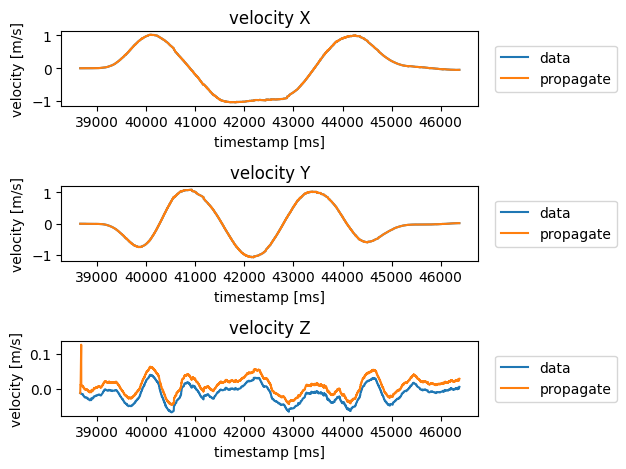 velocity X
velocity [m/s]
1
0
−1
39000 40000 41000 42000 43000 44000 45000 46000
timestamp [ms]
data
propagate
velocity Y
velocity [m/s]
1
0
−1
39000 40000 41000 42000 43000 44000 45000 46000
timestamp [ms]
data
propagate
velocity Z
velocity [m/s]
0.1
0.0
39000 40000 41000 42000 43000 44000 45000 46000
timestamp [ms]
data
propagate